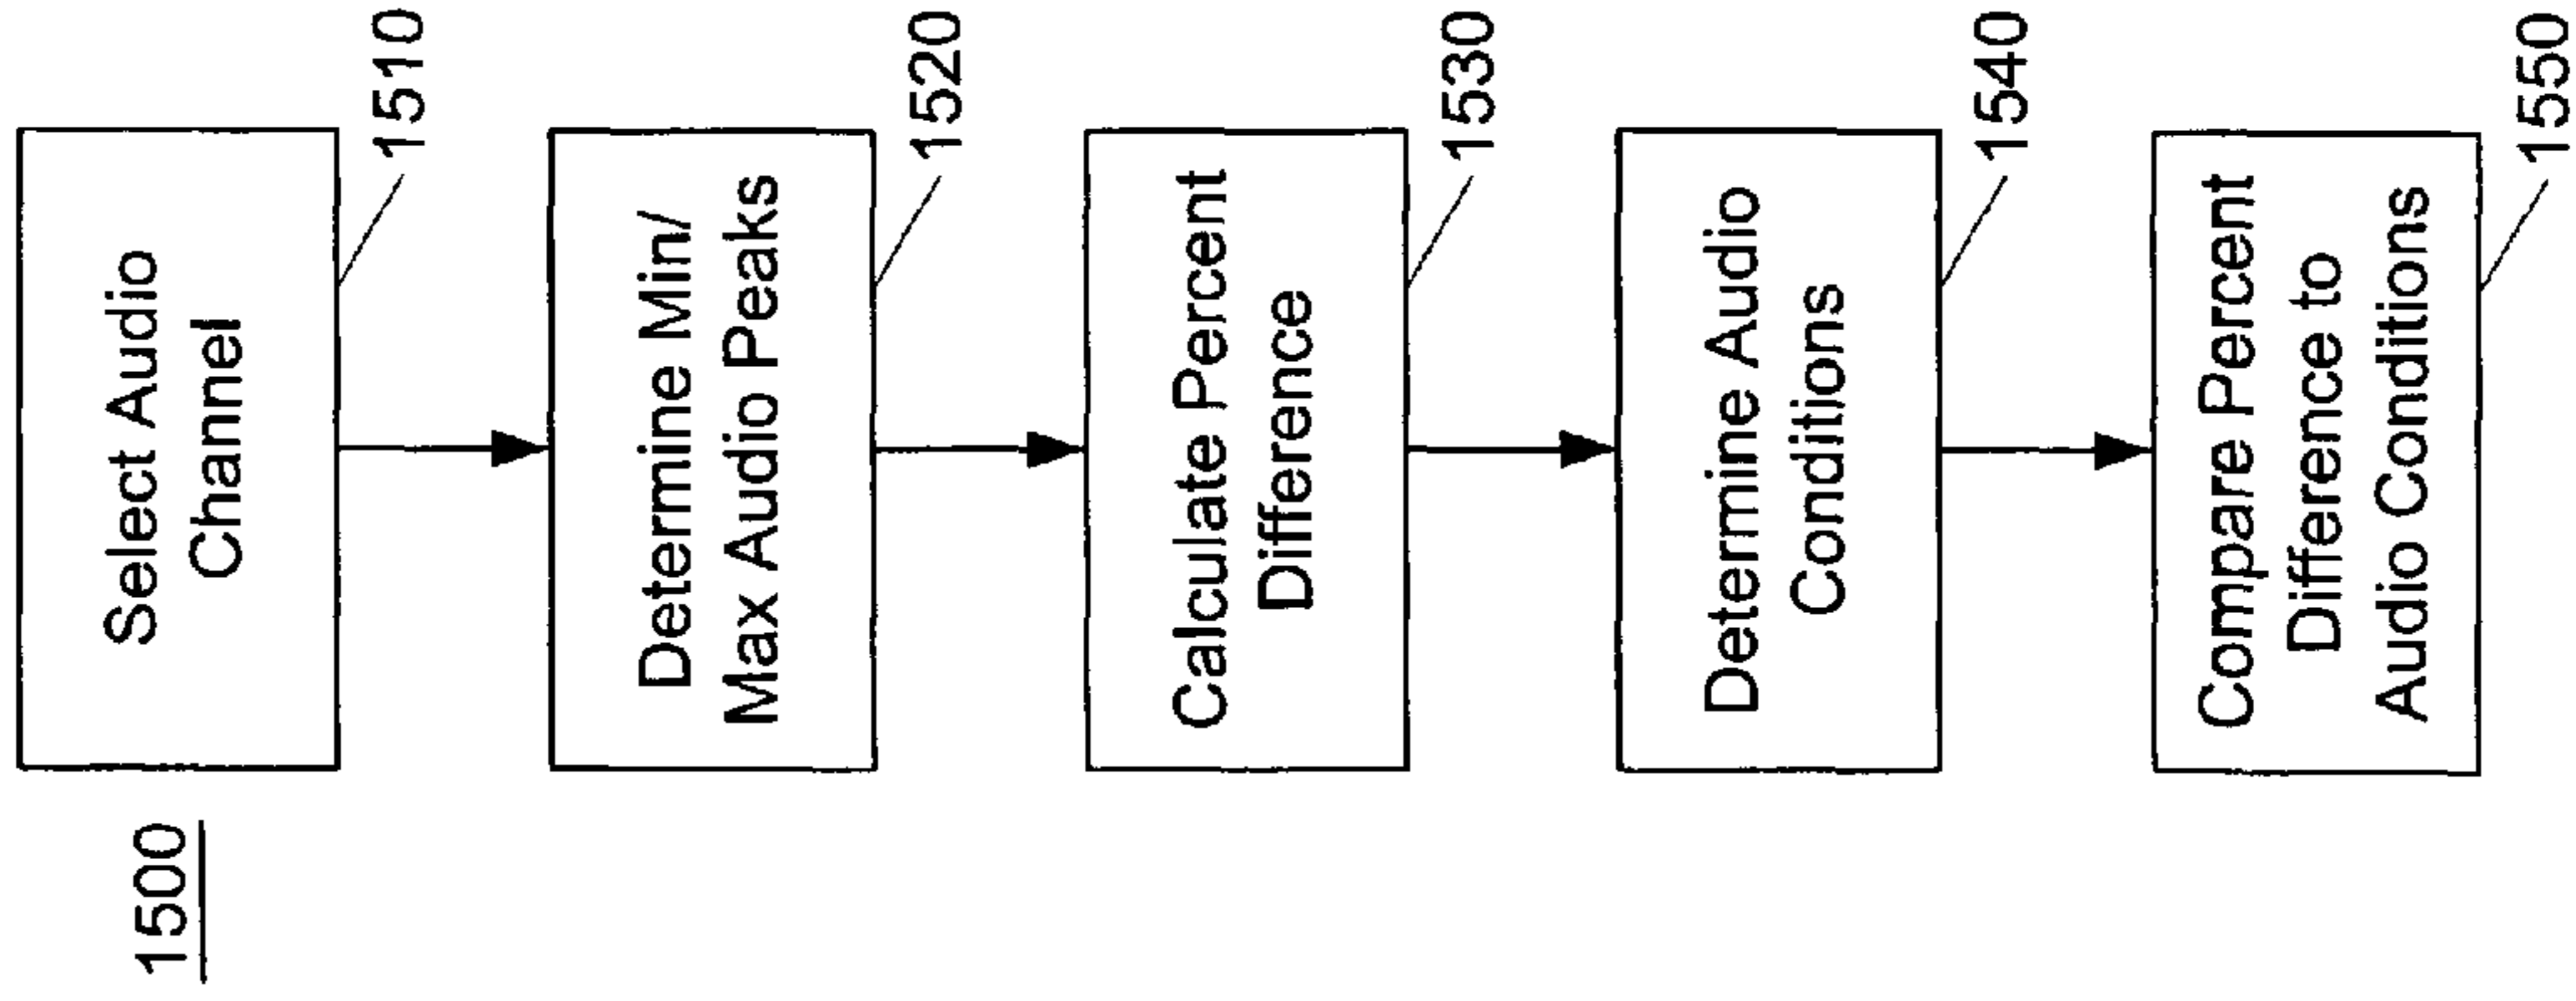 1500
Select Audio
Channel
1510
Determine Min/
Max Audio Peaks
1520
Calculate Percent
Difference
1530
Determine Audio
Conditions
1540
Compare Percent
Difference to
Audio Conditions
1550